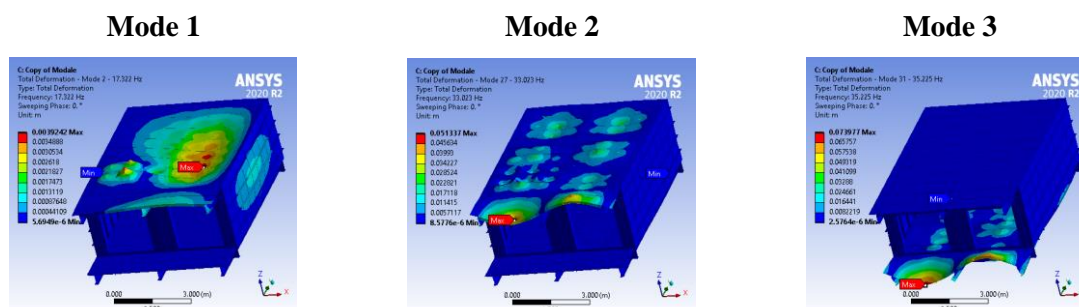 Mode 1
Mode 2
Mode 3
C: Copy of Modale
Total Deformation - Mode 2 - 17.322 Hz
Type: Total Deformation
Frequency: 17.322 Hz
Sweeping Phase: 0. °
Unit: m
ANSYS
2020 R2
0.0039242 Max
0.0034888
0.0030534
0.002618
0.0021827
0.0017473
0.0013119
0.00087648
0.00044109
5.6949e-6 Min
Min
Max
0.000
3.000 (m)
Z
X
C: Copy of Modale
Total Deformation - Mode 27 - 33.023 Hz
Type: Total Deformation
Frequency: 33.023 Hz
Sweeping Phase: 0. °
Unit: m
ANSYS
2020 R2
0.051337 Max
0.045634
0.03993
0.034227
0.028524
0.022821
0.017118
0.011415
0.0057117
8.5776e-6 Min
Min
Max
0.000
3.000 (m)
Z
X
C: Copy of Modale
Total Deformation - Mode 31 - 35.225 Hz
Type: Total Deformation
Frequency: 35.225 Hz
Sweeping Phase: 0. °
Unit: m
ANSYS
2020 R2
0.073977 Max
0.065757
0.057538
0.049319
0.041099
0.03288
0.024661
0.016441
0.0082219
2.5764e-6 Min
Min
Max
0.000
3.000 (m)
Z
X